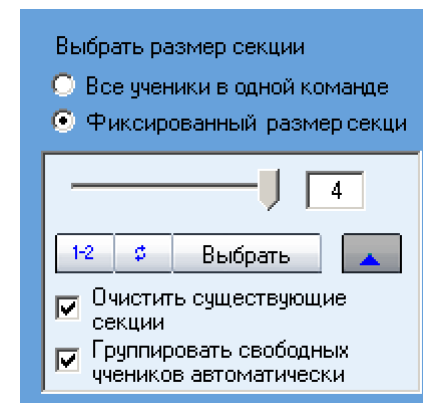 Выбрать размер секции
Все ученики в одной команде
Фиксированный размер секци
4
1-2 Выбрать
Очистить существующие
секции
Группировать свободных
учеников автоматически